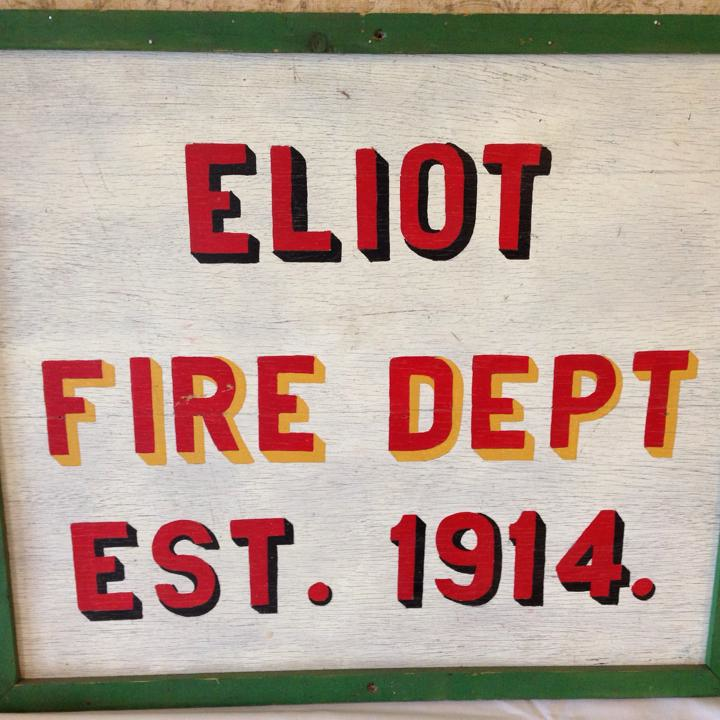 ELIOT
FIRE DEPT
EST. 1914.